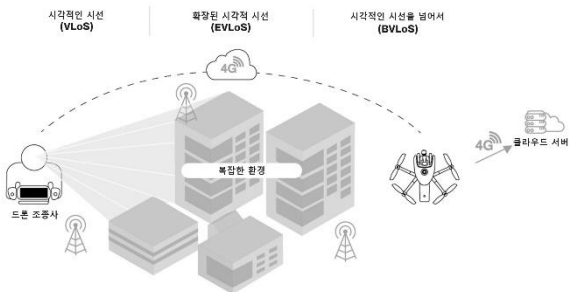 시각적인 시선
(VLoS)
확장된 시각적 시선
(EVLoS)
시각적인 시선을 넘어서
(BVLoS)
4G
복잡한 환경
드론 조종사
4G
클라우드 서버